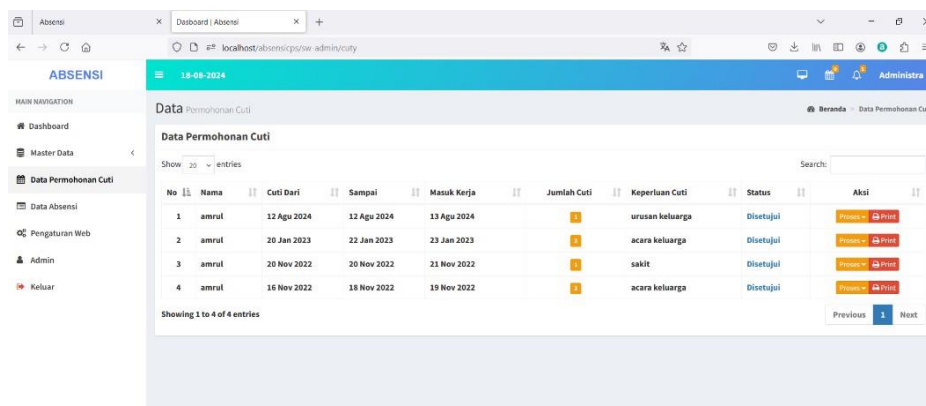 Absensi
Dasboard | Absensi
localhost/absensicps/sw-admin/cuty
ABSENSI
18-08-2024
Administra
MAIN NAVIGATION
Data Permohonan Cuti
Beranda > Data Permohonan Cu
Dashboard
Master Data
Data Permohonan Cuti
Data Absensi
Pengaturan Web
Admin
Keluar
Data Permohonan Cuti
Show 20 entries
Search:
No Nama Cuti Dari Sampai Masuk Kerja Jumlah Cuti Keperluan Cuti Status Aksi
1 amrul 12 Agu 2024 12 Agu 2024 13 Agu 2024 urusan keluarga Disetujui Proses Print
2 amrul 20 Jan 2023 22 Jan 2023 23 Jan 2023 acara keluarga Disetujui Proses Print
3 amrul 20 Nov 2022 20 Nov 2022 21 Nov 2022 sakit Disetujui Proses Print
4 amrul 16 Nov 2022 18 Nov 2022 19 Nov 2022 acara keluarga Disetujui Proses Print
Showing 1 to 4 of 4 entries
Previous 1 Next